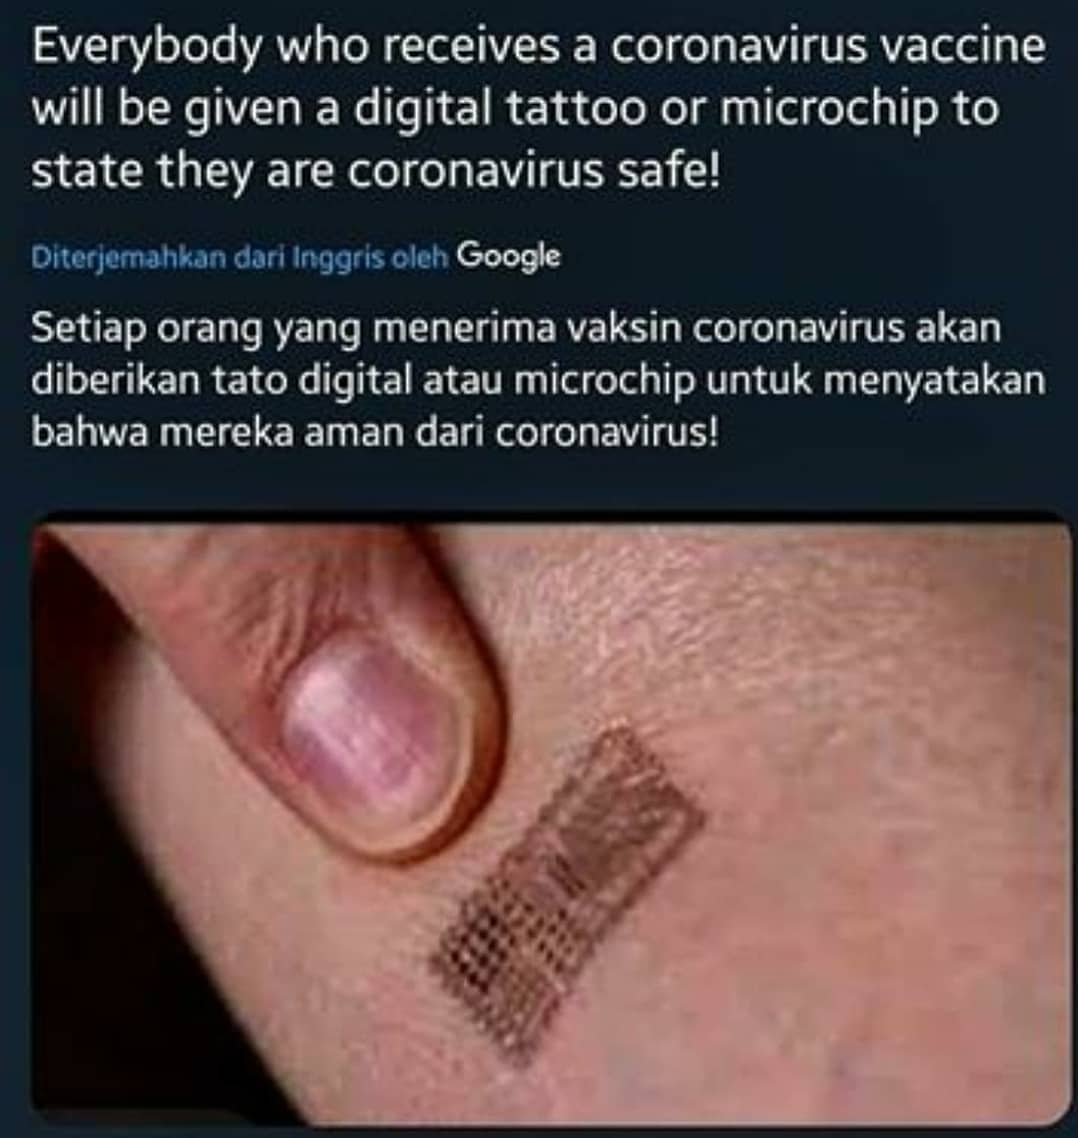 Everybody who receives a coronavirus vaccine
will be given a digital tattoo or microchip to
state they are coronavirus safe!
Diterjemahkan dari Inggris oleh Google
Setiap orang yang menerima vaksin coronavirus akan
diberikan tato digital atau microchip untuk menyatakan
bahwa mereka aman dari coronavirus!